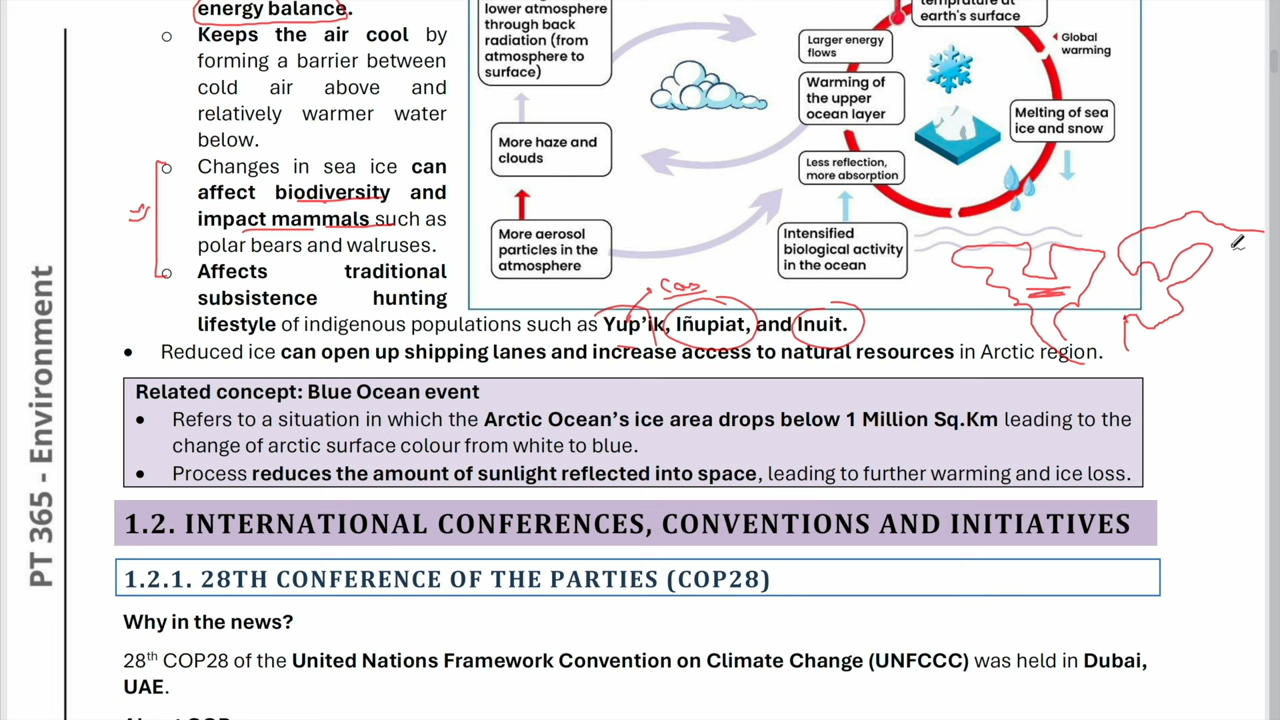 energy balance.
o Keeps the air cool by
forming a barrier between
cold air above and
relatively warmer water
below.
o Changes in sea ice can
affect biodiversity and
impact mammals such as
polar bears and walruses.
o Affects traditional
subsistence hunting
lifestyle of indigenous populations such as Yup’ik, Iñupiat, and Inuit.
lower atmosphere
through back
radiation (from
atmosphere to
surface)
More haze and
clouds
More aerosol
particles in the
atmosphere
Larger energy
flows
Warming of
the upper
ocean layer
Less reflection,
more absorption
Intensified
biological activity
in the ocean
earth's surface
Global
warming
Melting of sea
ice and snow
• Reduced ice can open up shipping lanes and increase access to natural resources in Arctic region.
Related concept: Blue Ocean event
• Refers to a situation in which the Arctic Ocean’s ice area drops below 1 Million Sq.Km leading to the
change of arctic surface colour from white to blue.
• Process reduces the amount of sunlight reflected into space, leading to further warming and ice loss.
1.2. INTERNATIONAL CONFERENCES, CONVENTIONS AND INITIATIVES
1.2.1. 28TH CONFERENCE OF THE PARTIES (COP28)
Why in the news?
28th COP28 of the United Nations Framework Convention on Climate Change (UNFCCC) was held in Dubai,
UAE.
PT 365 - Environment